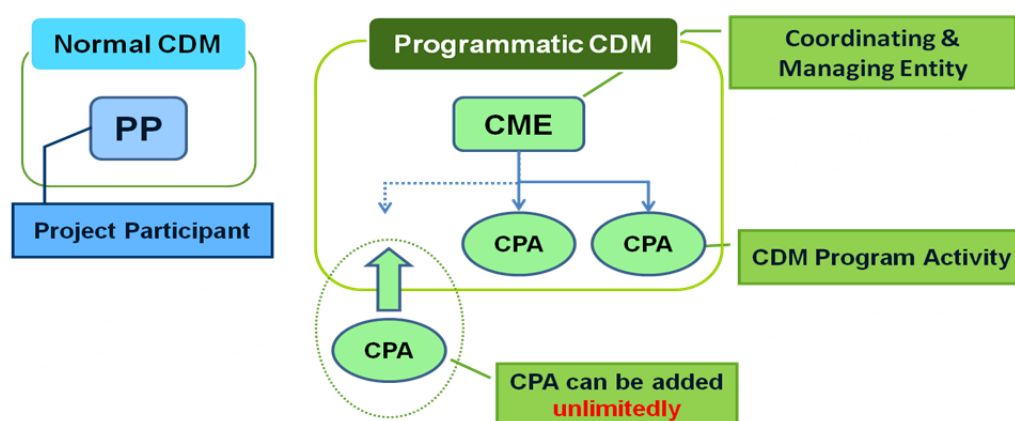 Normal CDM
PP
Project Participant
Programmatic CDM
Coordinating &
Managing Entity
CME
CPA
CPA
CDM Program Activity
CPA
CPA can be added
unlimitedly